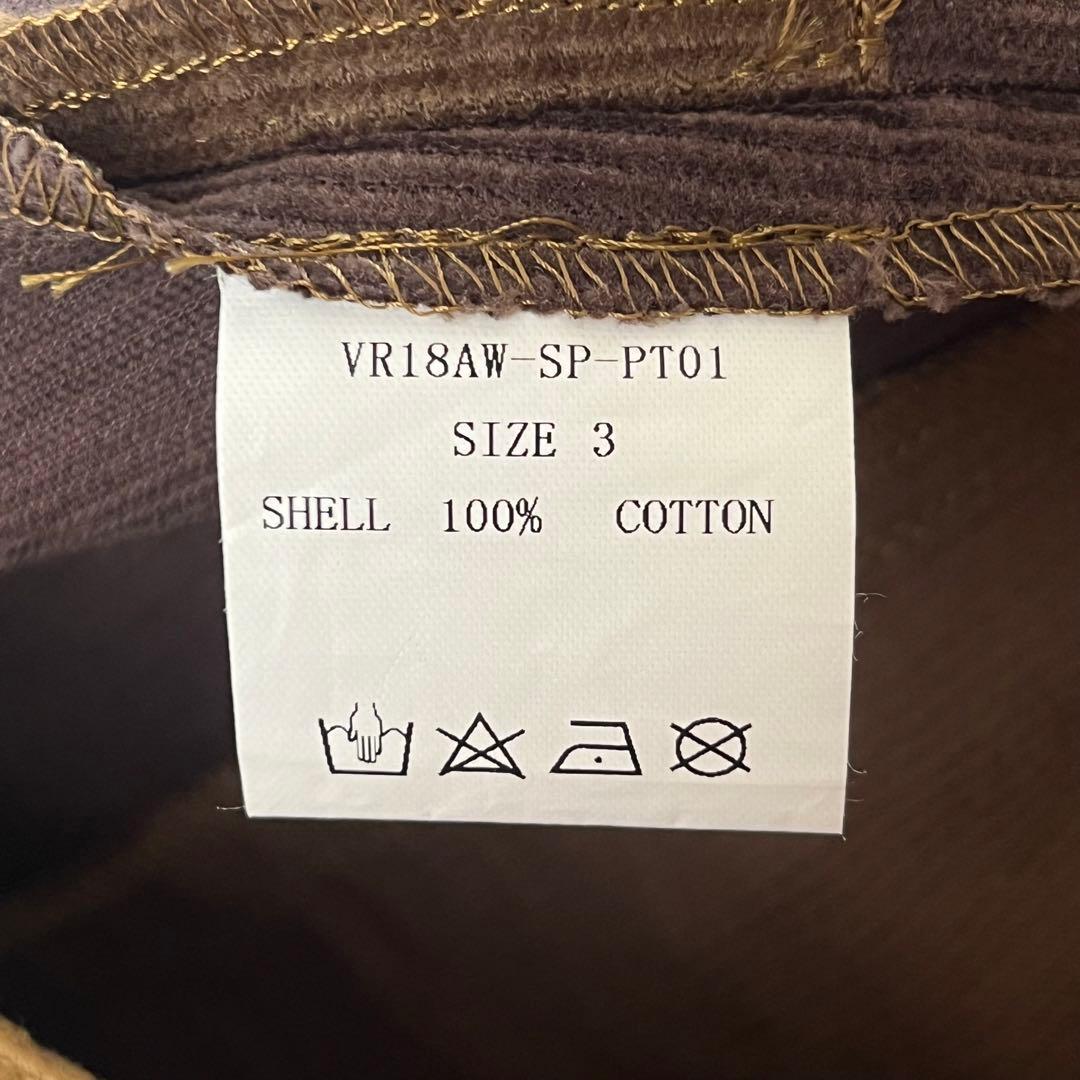 VR18AW-SP-PT01
SIZE 3
SHELL 100% COTTON